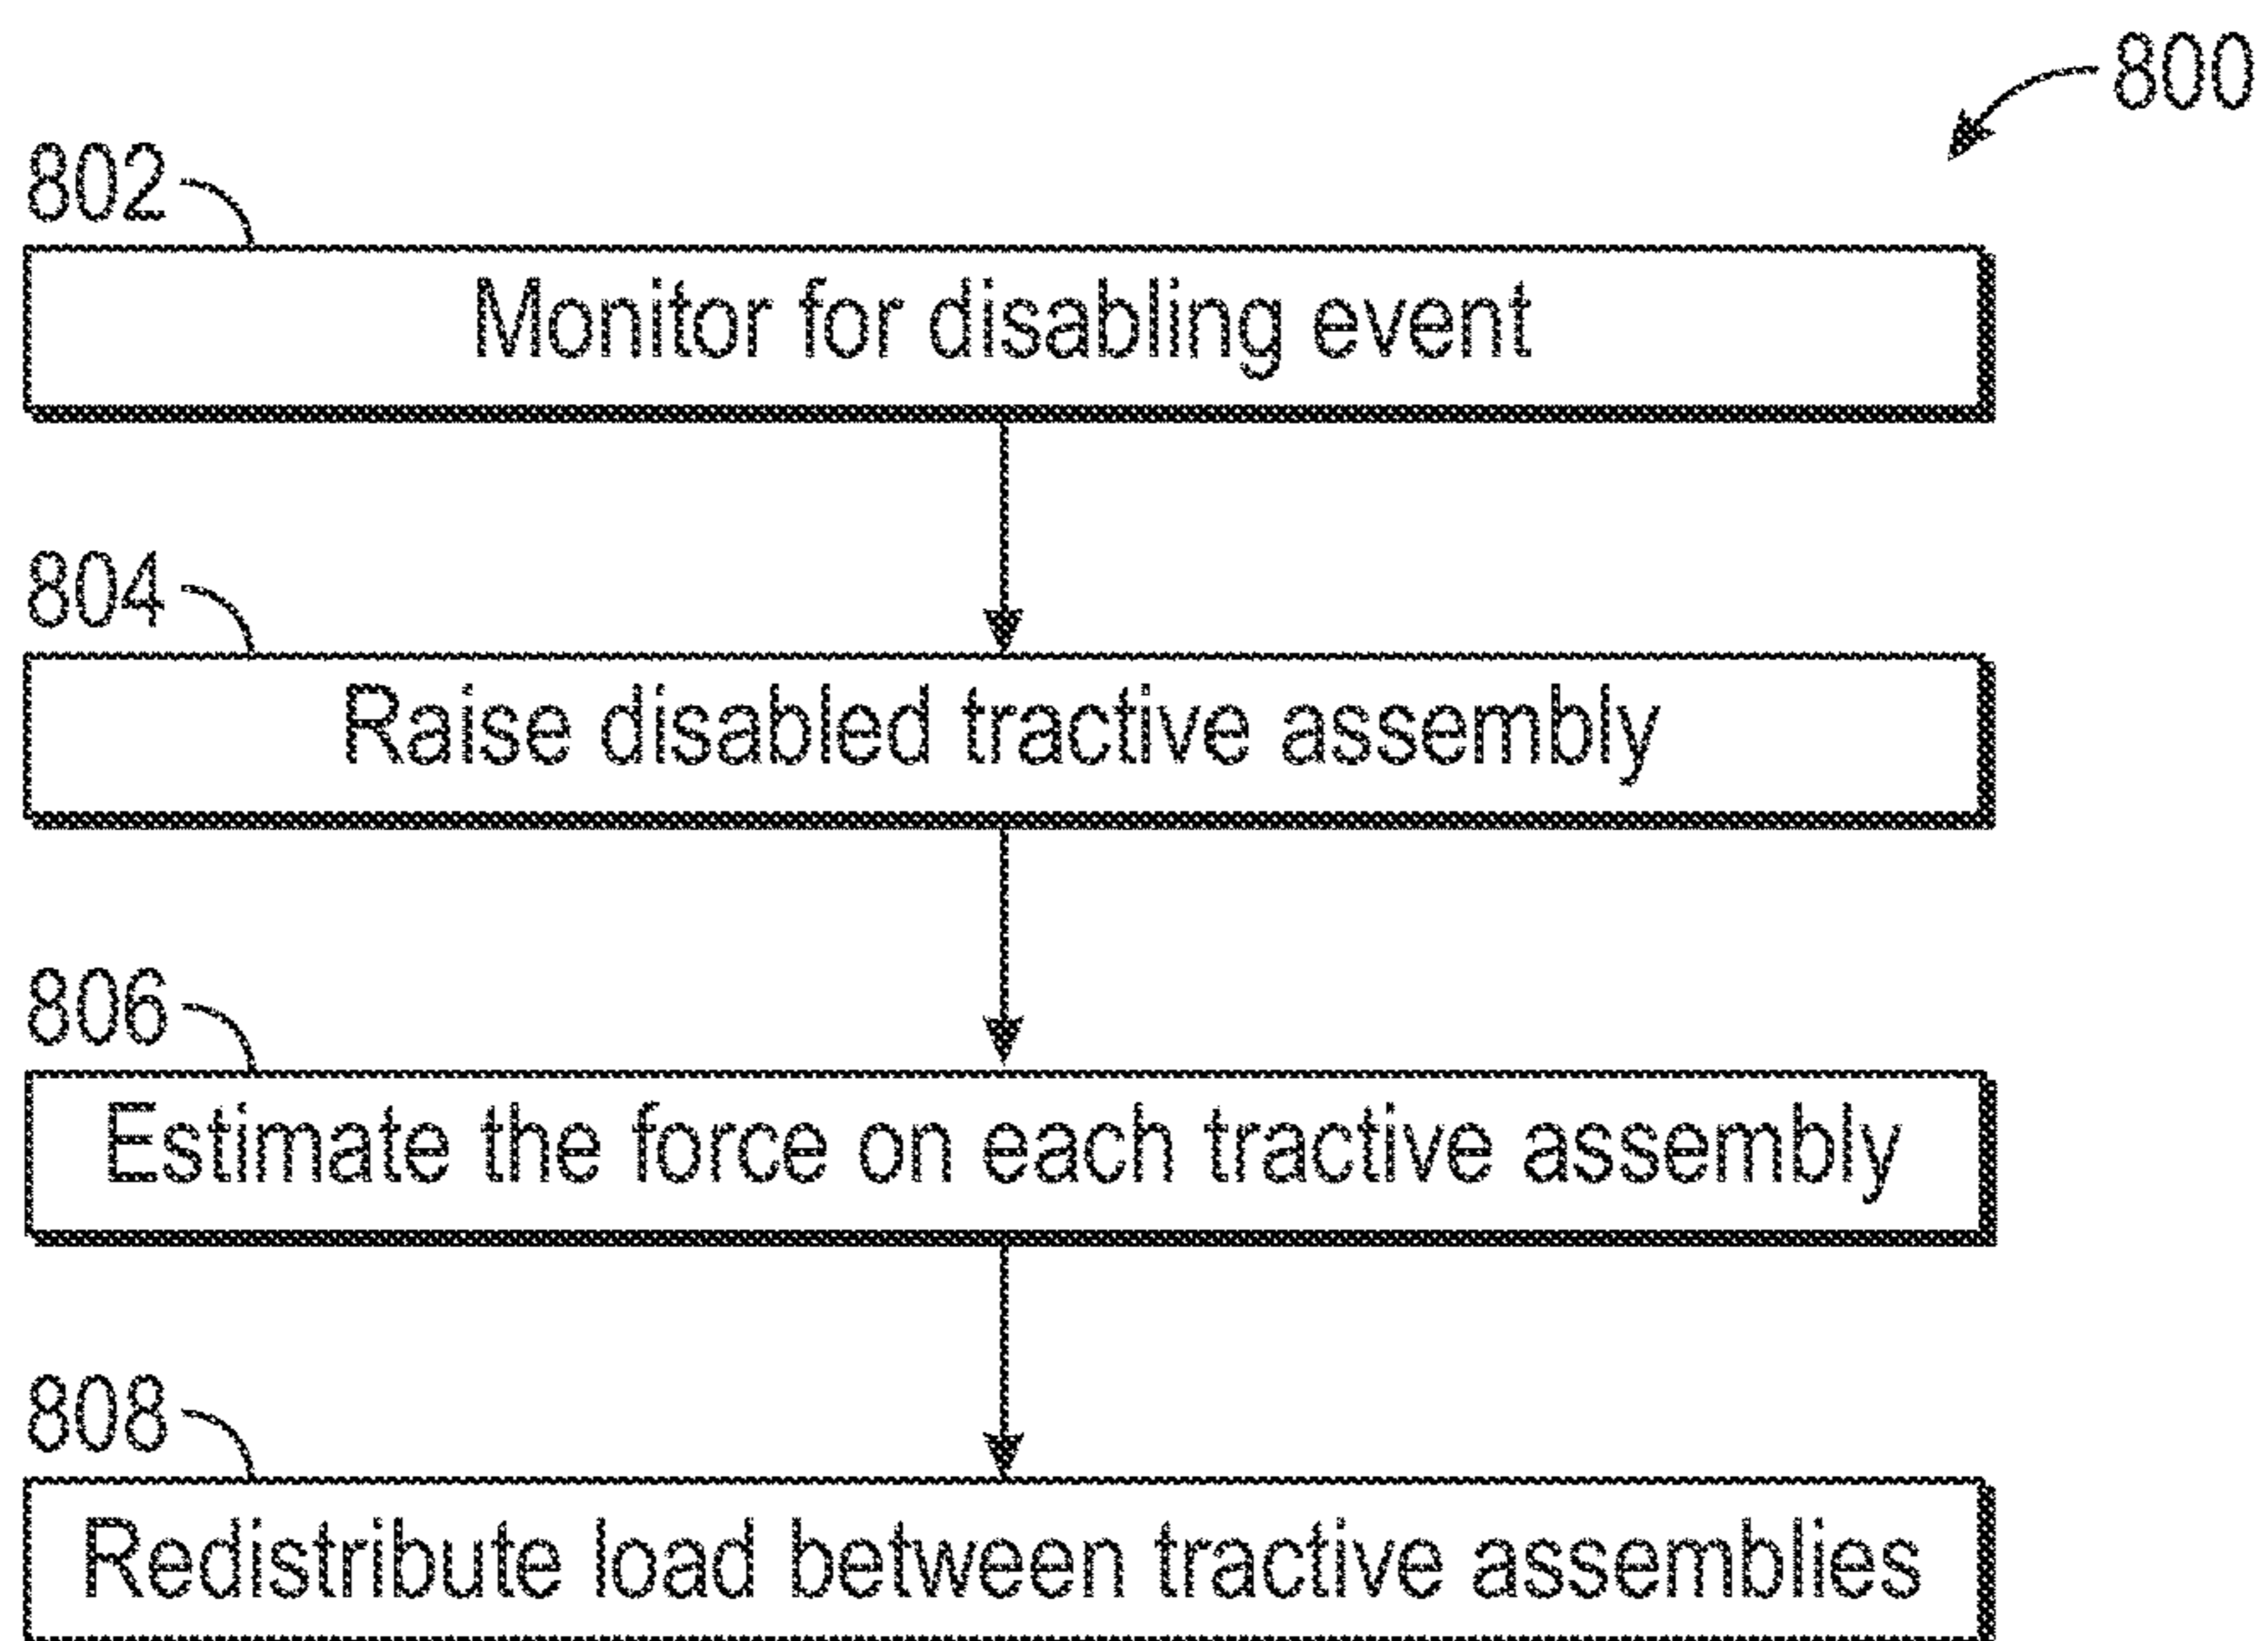 800
802
Monitor for disabling event
804
Raise disabled tractive assembly
806
Estimate the force on each tractive assembly
808
Redistribute load between tractive assemblies